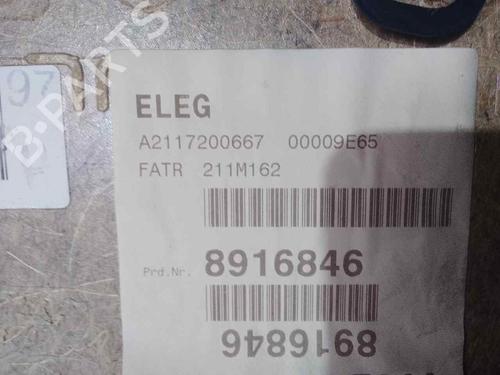 ELEG
A2117200667 00009E65
FATR 211M162
Prd.Nr. 8916846
8916846
97
B-PARTS